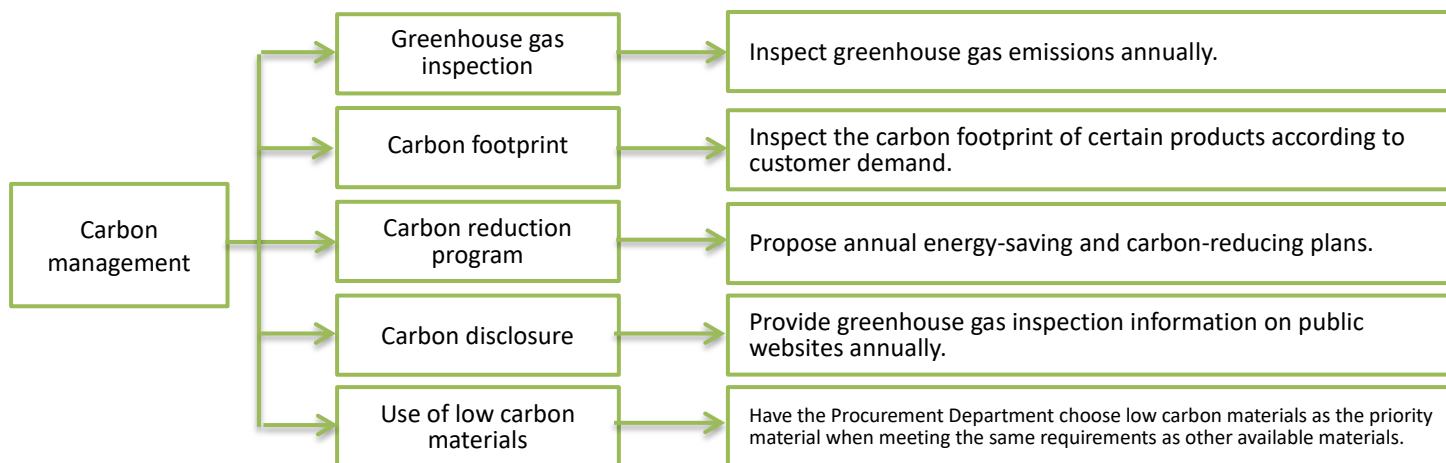 Greenhouse gas
inspection
Inspect greenhouse gas emissions annually.
Carbon footprint
Inspect the carbon footprint of certain products according to
customer demand.
Carbon
management
Carbon reduction
program
Propose annual energy-saving and carbon-reducing plans.
Carbon disclosure
Provide greenhouse gas inspection information on public
websites annually.
Use of low carbon
materials
Have the Procurement Department choose low carbon materials as the priority
material when meeting the same requirements as other available materials.